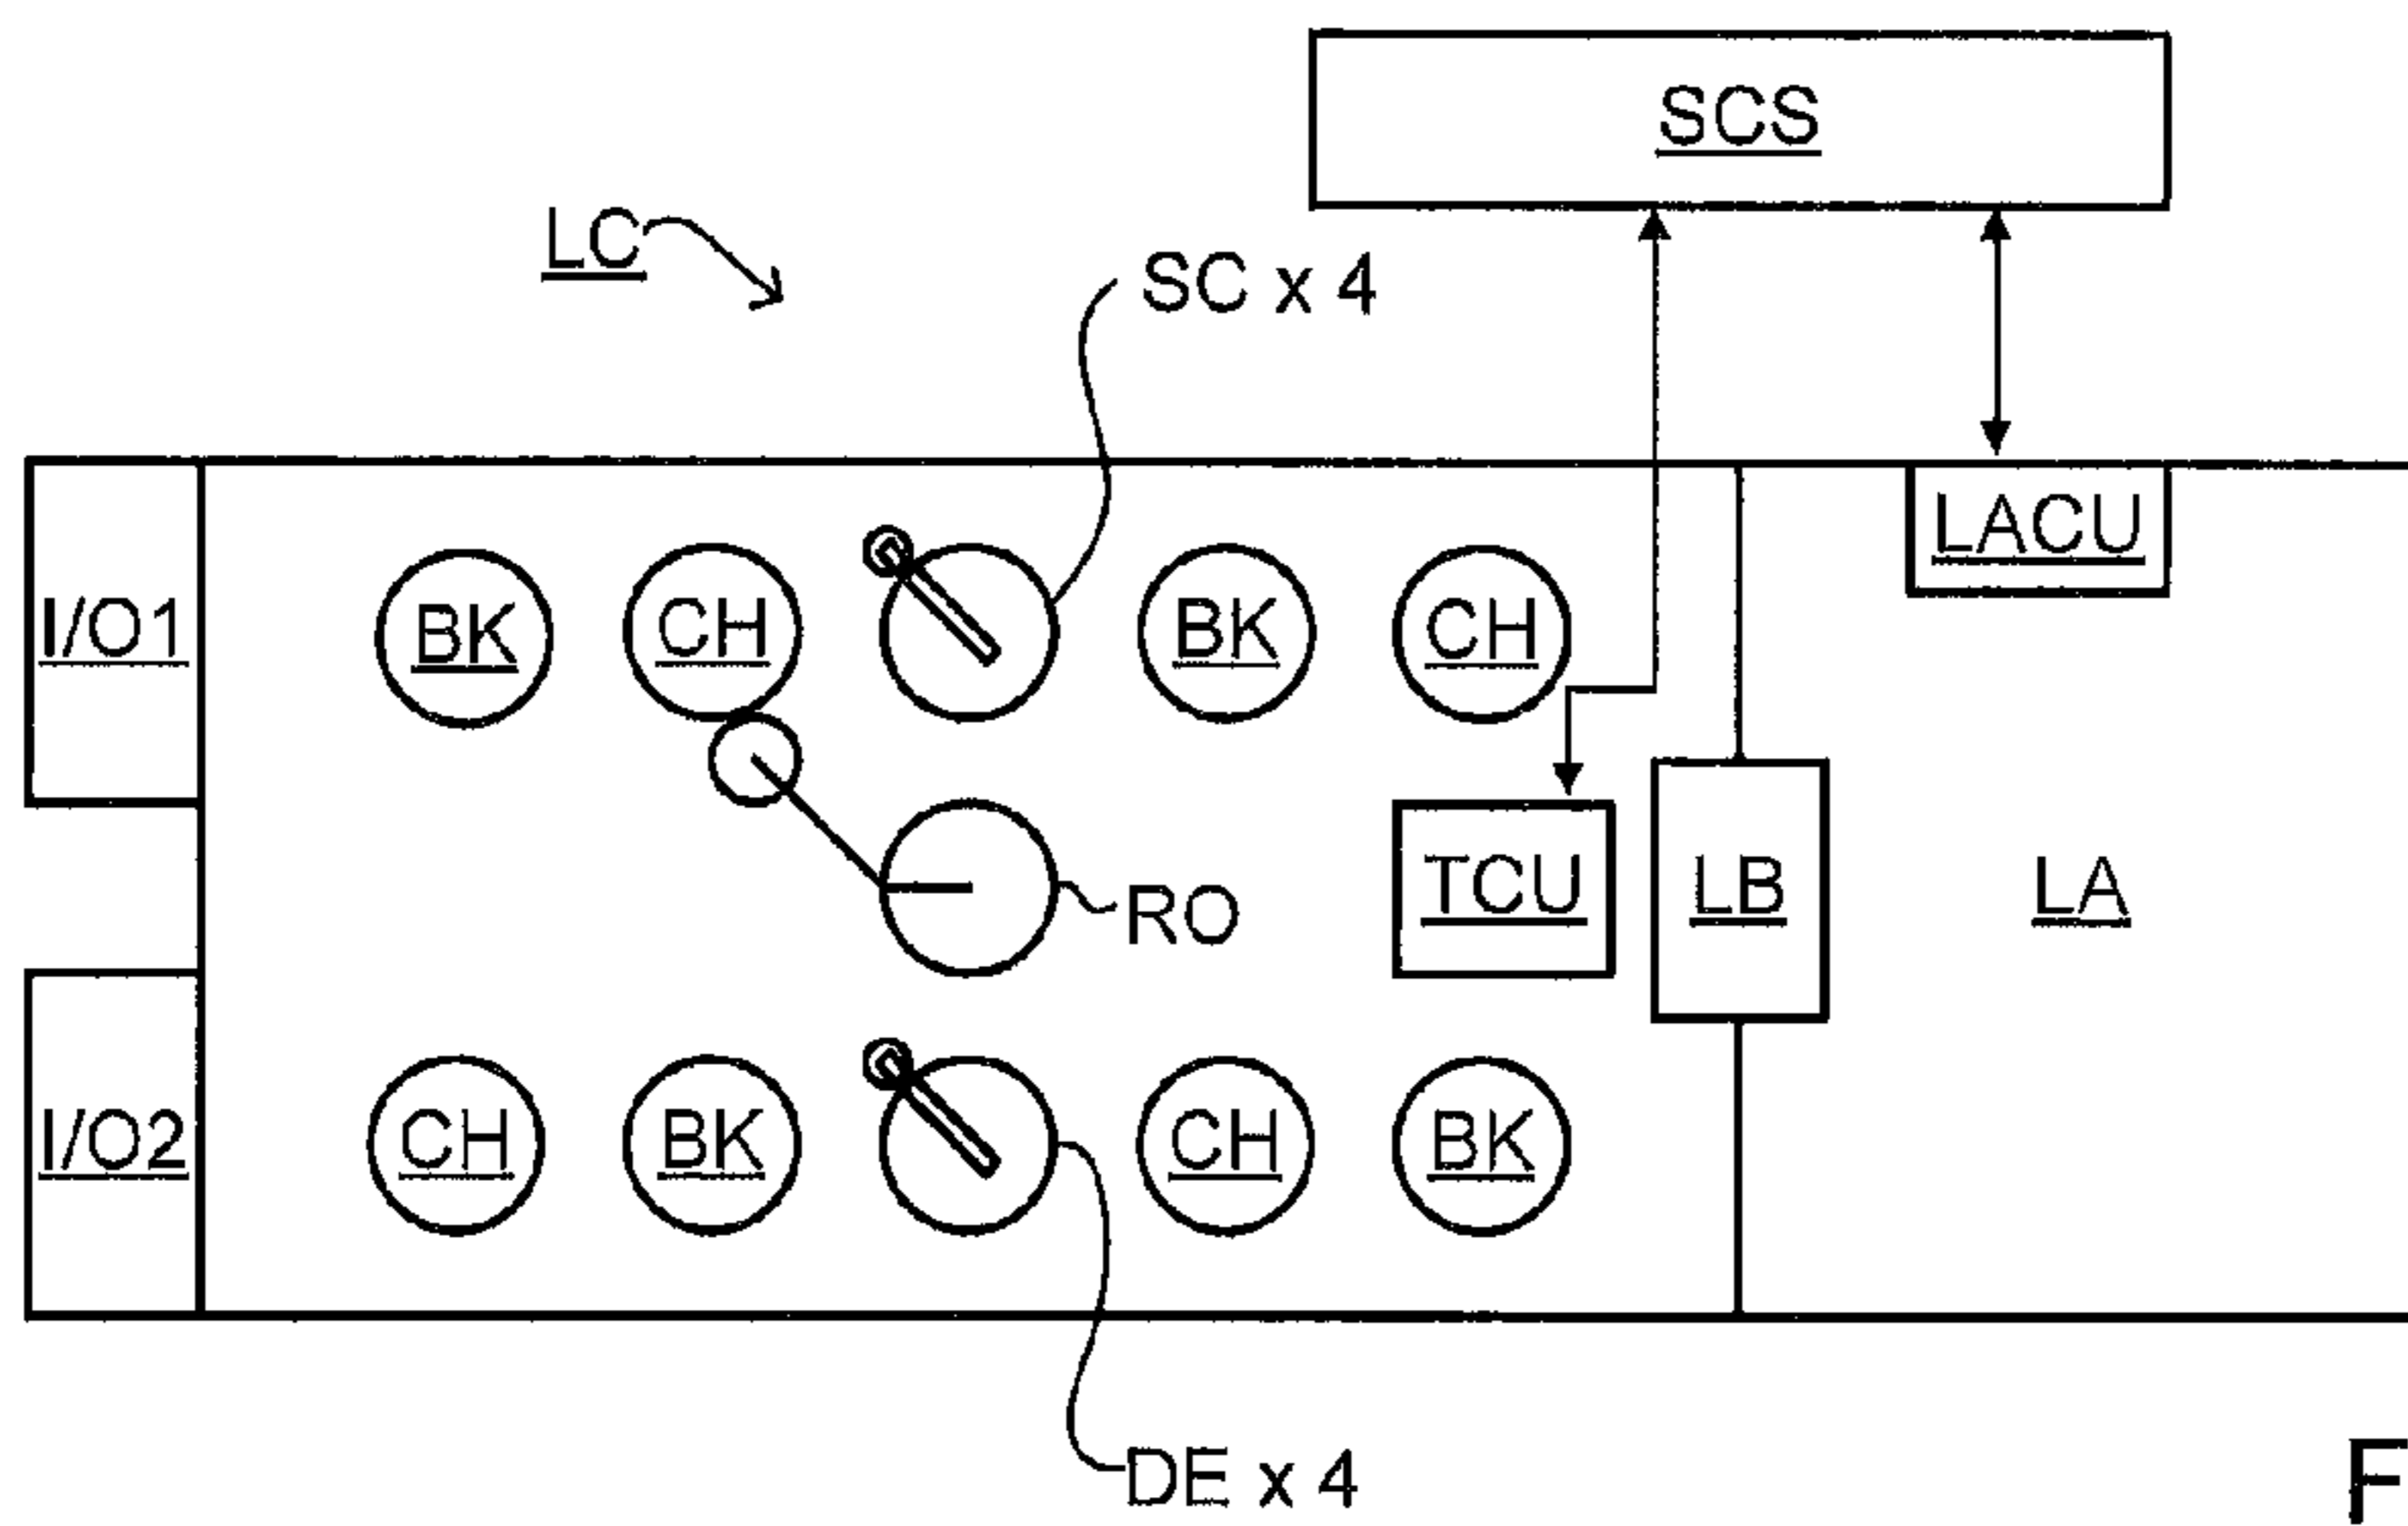 SCS
LC
SC x 4
LACU
I/O1
BK
CH
BK
CH
TCU
LB
LA
RO
I/O2
CH
BK
CH
BK
DE x 4
F